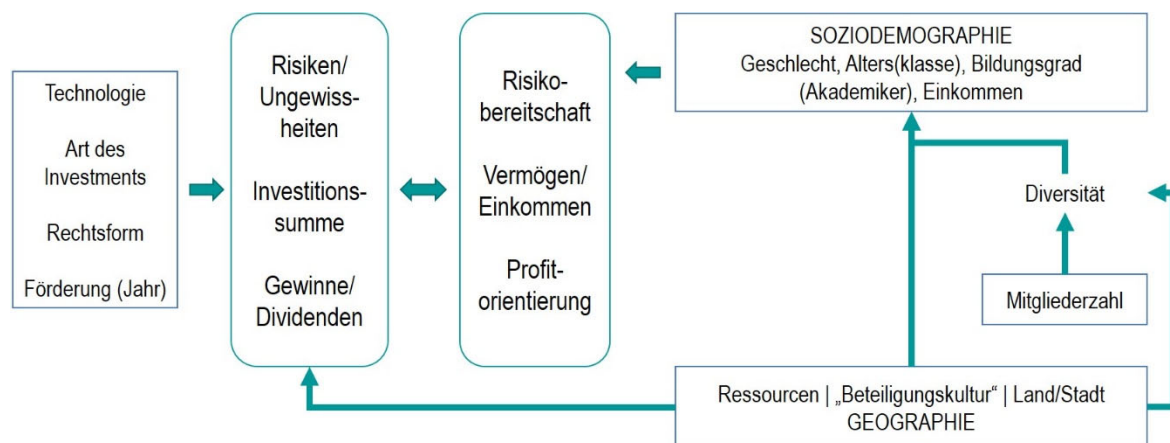 Technologie
Art des
Investments
Rechtsform
Förderung (Jahr)
Risiken/
Ungewiss-
heiten
Investitions-
summe
Gewinne/
Dividenden
Risiko-
bereitschaft
Vermögen/
Einkommen
Profit-
orientierung
SOZIODEMOGRAPHIE
Geschlecht, Alters(klasse), Bildungsgrad
(Akademiker), Einkommen
Diversität
Mitgliederzahl
Ressourcen | „Beteiligungskultur“ | Land/Stadt
GEOGRAPHIE